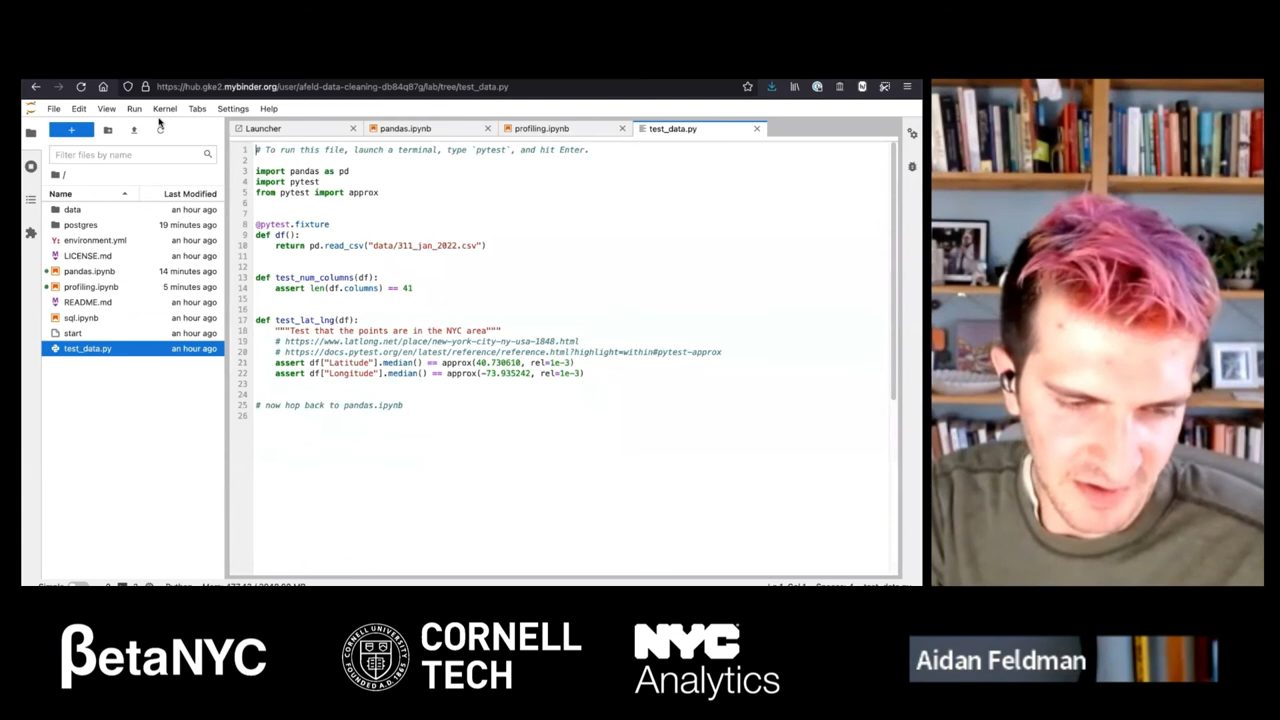 https://hub.gke2.mybinder.org/user/afeld-data-cleaning-db84q87g/lab/tree/test_data.py
File Edit View Run Kernel Tabs Settings Help
Launcher
pandas.ipynb
profiling.ipynb
test_data.py
Filter files by name
/
Name Last Modified
data an hour ago
postgres 19 minutes ago
environment.yml an hour ago
LICENSE.md an hour ago
pandas.ipynb 14 minutes ago
profiling.ipynb 5 minutes ago
README.md an hour ago
sql.ipynb an hour ago
start an hour ago
test_data.py an hour ago
1 # To run this file, launch a terminal, type `pytest`, and hit Enter.
2
3 import pandas as pd
4 import pytest
5 from pytest import approx
6
7
8 @pytest.fixture
9 def df():
10 return pd.read_csv("data/311_jan_2022.csv")
11
12
13 def test_num_columns(df):
14 assert len(df.columns) == 41
15
16
17 def test_lat_lng(df):
18 """Test that the points are in the NYC area"""
19 # https://www.latlong.net/place/new-york-city-ny-usa-1848.html
20 # https://docs.pytest.org/en/latest/reference/reference.html?highlight=within#pytest-approx
21 assert df["Latitude"].median() == approx(40.730610, rel=1e-3)
22 assert df["Longitude"].median() == approx(-73.935242, rel=1e-3)
23
24
25 # now hop back to pandas.ipynb
26
βetaNYC
CORNELL
TECH
NYC
Analytics
Aidan Feldman